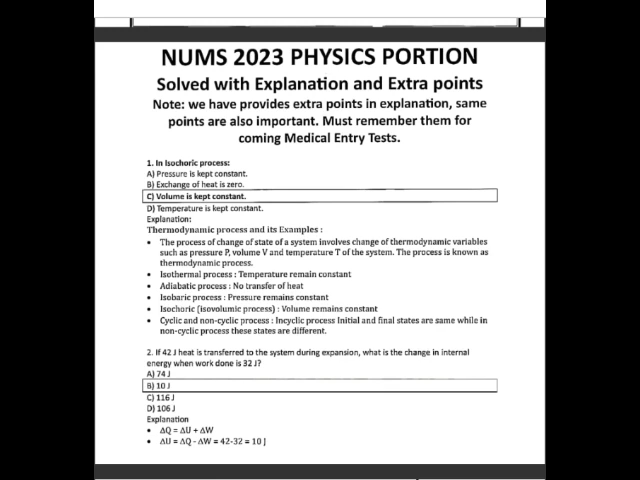 NUMS 2023 PHYSICS PORTION
Solved with Explanation and Extra points
Note: we have provides extra points in explanation, same
points are also important. Must remember them for
coming Medical Entry Tests.
1. In Isochoric process:
A) Pressure is kept constant.
B) Exchange of heat is zero.
C) Volume is kept constant.
D) Temperature is kept constant.
Explanation:
Thermodynamic process and its Examples :
• The process of change of state of a system involves change of thermodynamic variables
such as pressure P, volume V and temperature T of the system. The process is known as
thermodynamic process.
• Isothermal process : Temperature remain constant
• Adiabatic process : No transfer of heat
• Isobaric process : Pressure remains constant
• Isochoric (isovolumic process) : Volume remains constant
• Cyclic and non-cyclic process : Incyclic process Initial and final states are same while in
non-cyclic process these states are different.
2. If 42 J heat is transferred to the system during expansion, what is the change in internal
energy when work done is 32 J?
A) 74 J
B) 10 J
C) 116 J
D) 106 J
Explanation
• ΔQ = ΔU + ΔW
• ΔU = ΔQ - ΔW = 42-32 = 10 J